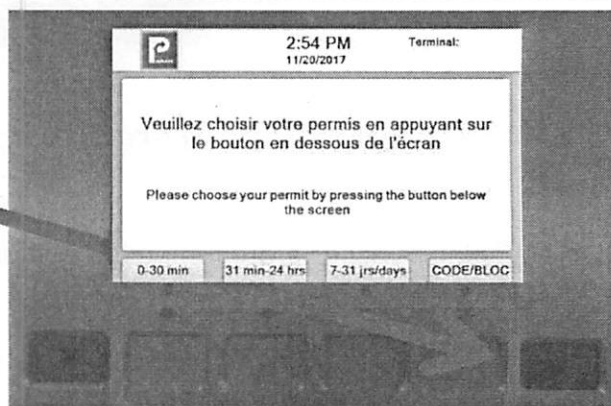 2:54 PM
Terminal:
11/20/2017
Veuillez choisir votre permis en appuyant sur
le bouton en dessous de l'écran
Please choose your permit by pressing the button below
the screen
0-30 min
31 min-24 hrs
7-31 jrs/days
CODE/BLOC